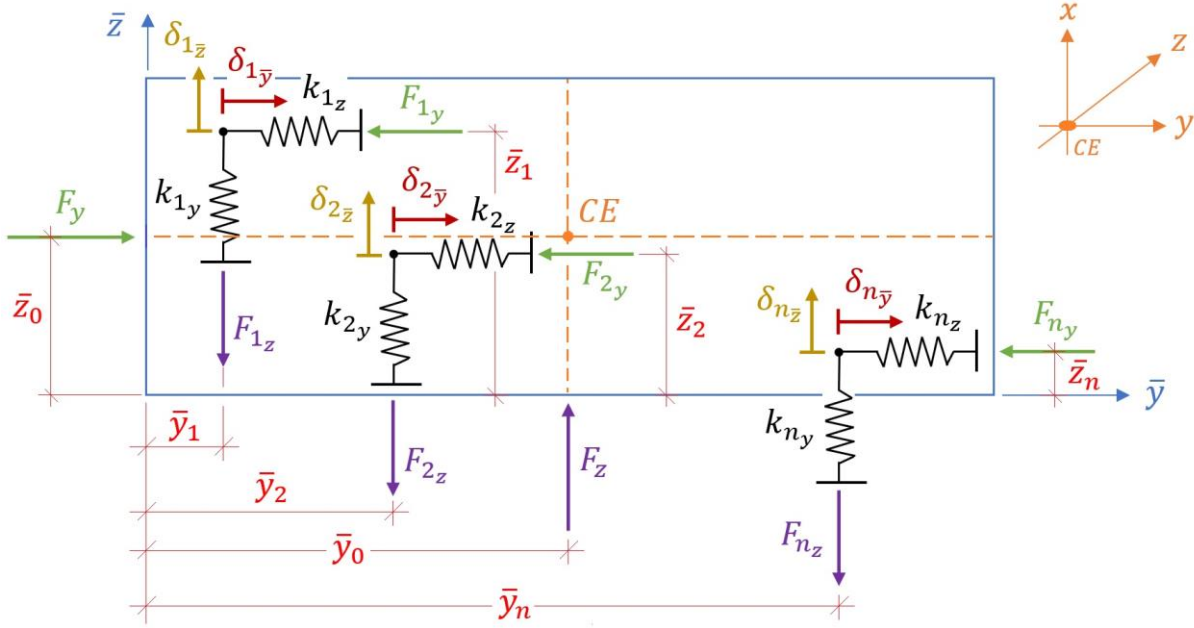 z̄
x
z
y
CE
δ₁z̄
δ₁ȳ
k₁z
F₁y
z̄₁
k₁y
Fy
δ₂z̄
δ₂ȳ
k₂z
CE
F₂y
z̄₀
F₁z
k₂y
z̄₂
δnz̄
δnȳ
knz
Fny
z̄n
ȳ
ȳ₁
F₂z
Fz
kny
ȳ₂
ȳ₀
Fnz
ȳn